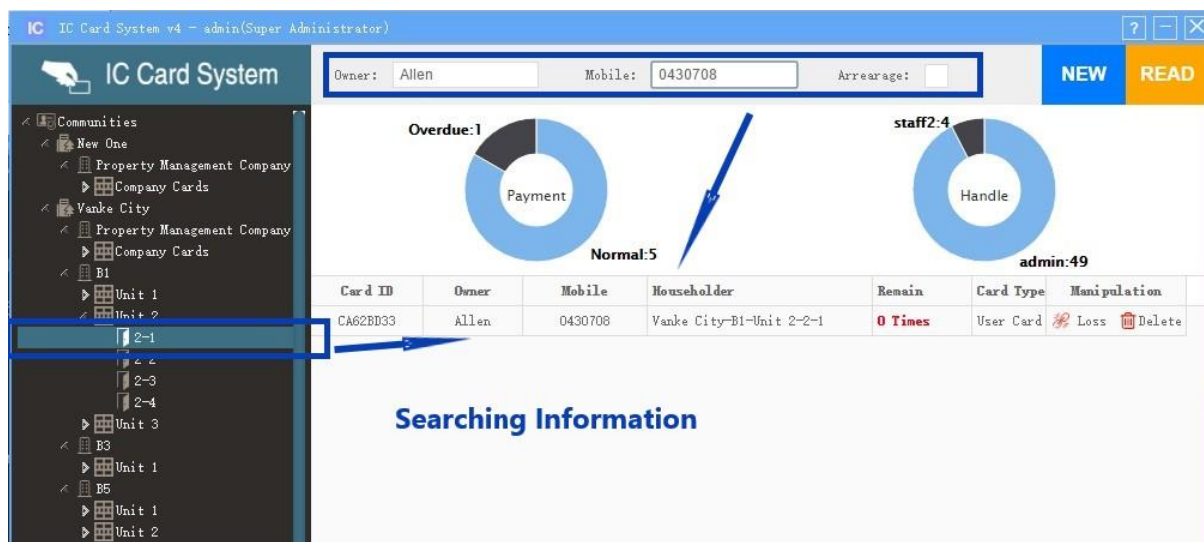 IC IC Card System v4 - admin(Super Administrator)
IC Card System
Owner: Allen Mobile: 0430708 Arrearage:
NEW READ
Communities
New One
Property Management Company
Company Cards
Vanke City
Property Management Company
Company Cards
B1
Unit 1
Unit 2
2-1
2-2
2-3
2-4
Unit 3
B3
Unit 1
B5
Unit 1
Unit 2
Overdue:1
Payment
Normal:5
staff2:4
Handle
admin:49
Card ID Owner Mobile Householder Remain Card Type Manipulation
CA62BD33 Allen 0430708 Vanke City-B1-Unit 2-2-1 0 Times User Card Loss Delete
Searching Information